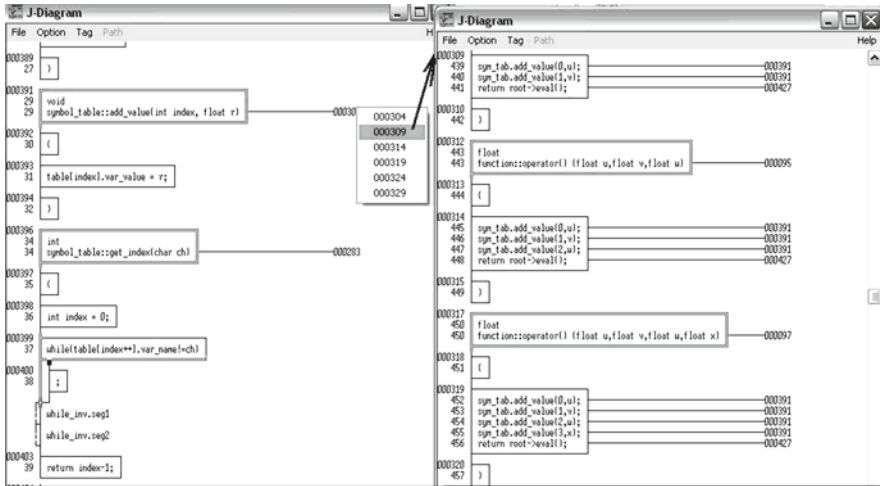 J-Diagram
File Option Tag Path H
000389
27 }
000391
29 void
29 symbol_table::add_value(int index, float r) 00030
000392
30 {
000393
31 table[index].var_value = r;
000394
32 }
000396
34 int
34 symbol_table::get_index(char ch) 000283
000397
35 {
000398
36 int index = 0;
000399
37 while(table[index++].var_name!=ch)
000400
38 ;
while_inv.seg1
while_inv.seg2
000403
39 return index-1;
000304
000309
000314
000319
000324
000329
J-Diagram
File Option Tag Path Help
000309
439 sym_tab.add_value(0,u); 000391
440 sym_tab.add_value(1,v); 000391
441 return root->eval(); 000427
000310
442 }
000312
443 float
443 function::operator() (float u,float v,float w) 000095
000313
444 {
000314
445 sym_tab.add_value(0,u); 000391
446 sym_tab.add_value(1,v); 000391
447 sym_tab.add_value(2,w); 000391
448 return root->eval(); 000427
000315
449 }
000317
450 float
450 function::operator() (float u,float v,float w,float x) 000097
000318
451 {
000319
452 sym_tab.add_value(0,u); 000391
453 sym_tab.add_value(1,v); 000391
454 sym_tab.add_value(2,w); 000391
455 sym_tab.add_value(3,x); 000391
456 return root->eval(); 000427
000320
457 }